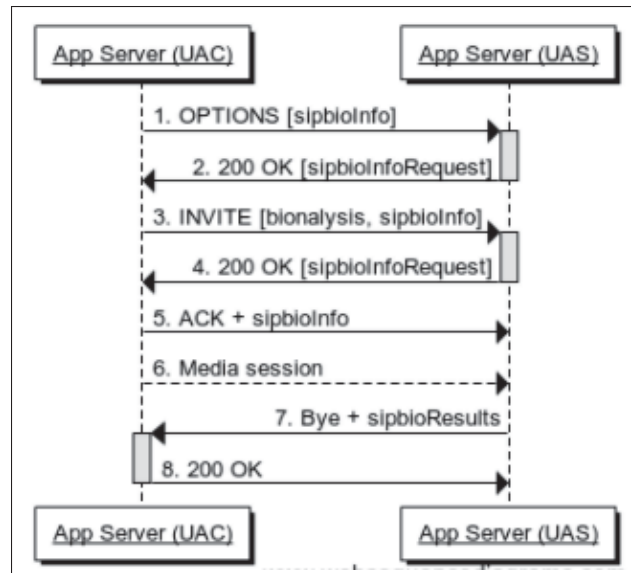 App Server (UAC) App Server (UAS)
1. OPTIONS [sipbioInfo]
2. 200 OK [sipbioInfoRequest]
3. INVITE [bionalysis, sipbioInfo]
4. 200 OK [sipbioInfoRequest]
5. ACK + sipbioInfo
6. Media session
7. Bye + sipbioResults
8. 200 OK
App Server (UAC) App Server (UAS)